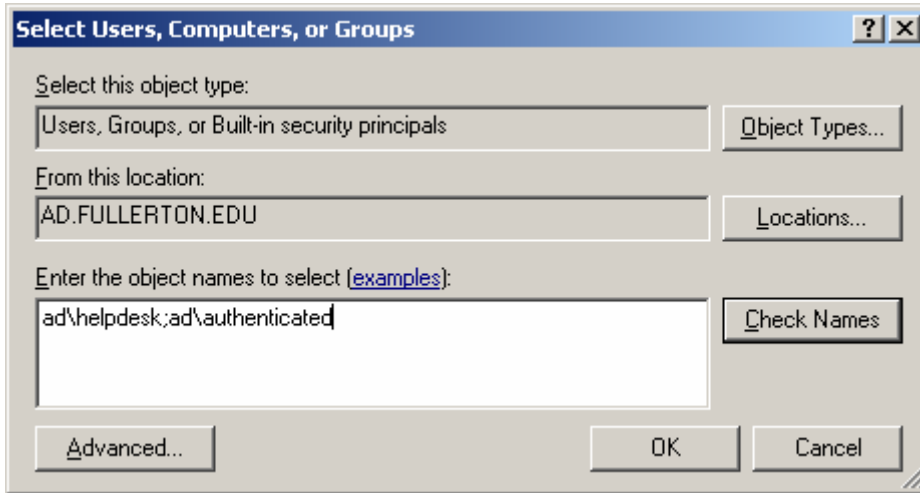 Select Users, Computers, or Groups
Select this object type:
Users, Groups, or Built-in security principals
Object Types...
From this location:
AD.FULLERTON.EDU
Locations...
Enter the object names to select (examples):
ad\helpdesk;ad\authenticated
Check Names
Advanced...
OK
Cancel